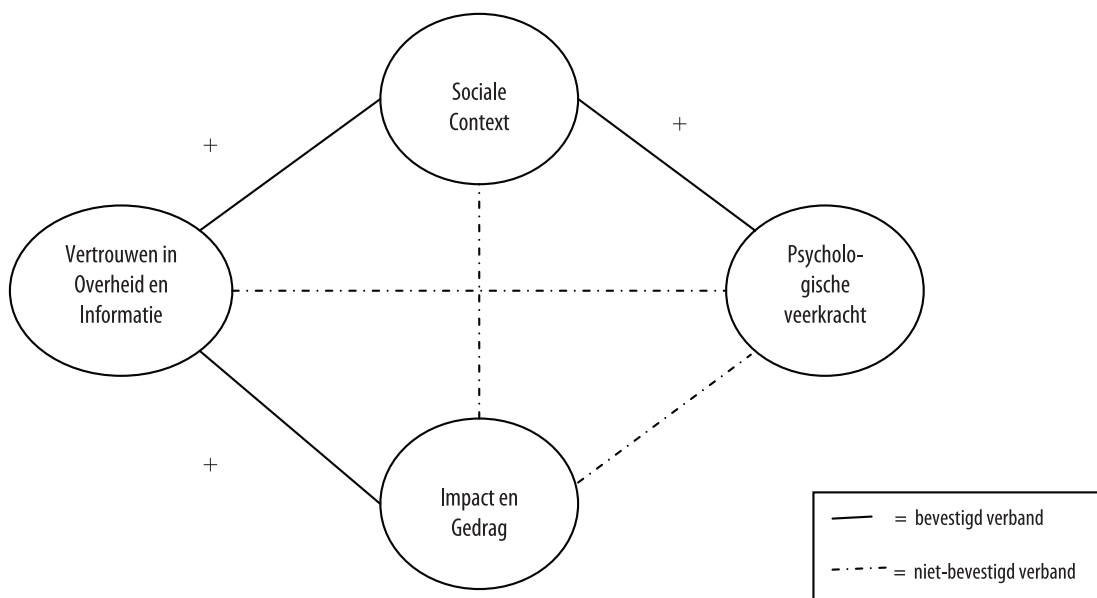 Sociale
Context
+
+
Vertrouwen in
Overheid en
Informatie
Psycholo-
gische
veerkracht
+
Impact en
Gedrag
= bevestigd verband
= niet-bevestigd verband